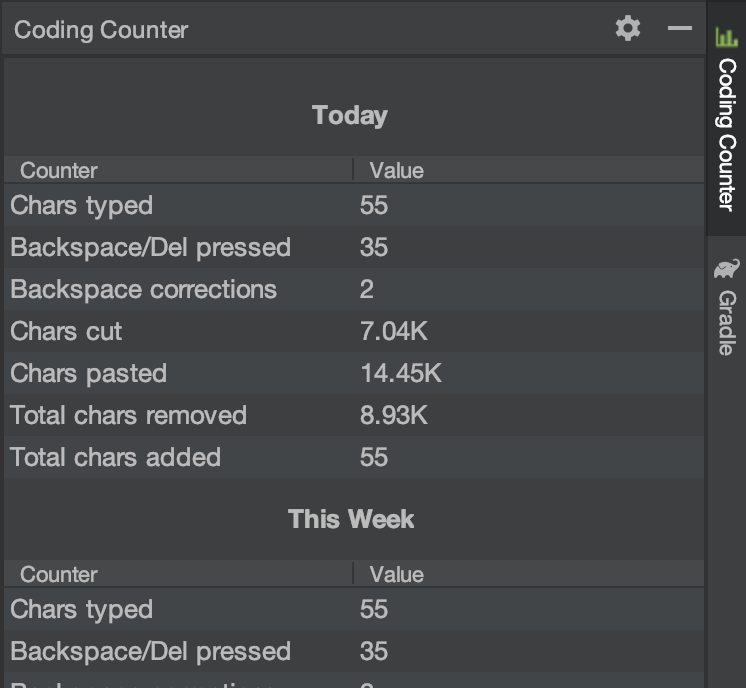 Coding Counter
Today
Counter Value
Chars typed 55
Backspace/Del pressed 35
Backspace corrections 2
Chars cut 7.04K
Chars pasted 14.45K
Total chars removed 8.93K
Total chars added 55
This Week
Counter Value
Chars typed 55
Backspace/Del pressed 35
Coding Counter
Gradle